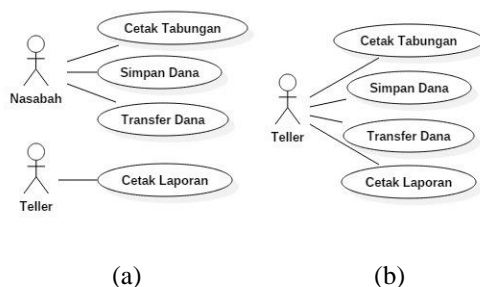 Cetak Tabungan
Simpan Dana
Nasabah
Transfer Dana
Cetak Laporan
Teller
(a)
Cetak Tabungan
Simpan Dana
Teller
Transfer Dana
Cetak Laporan
(b)